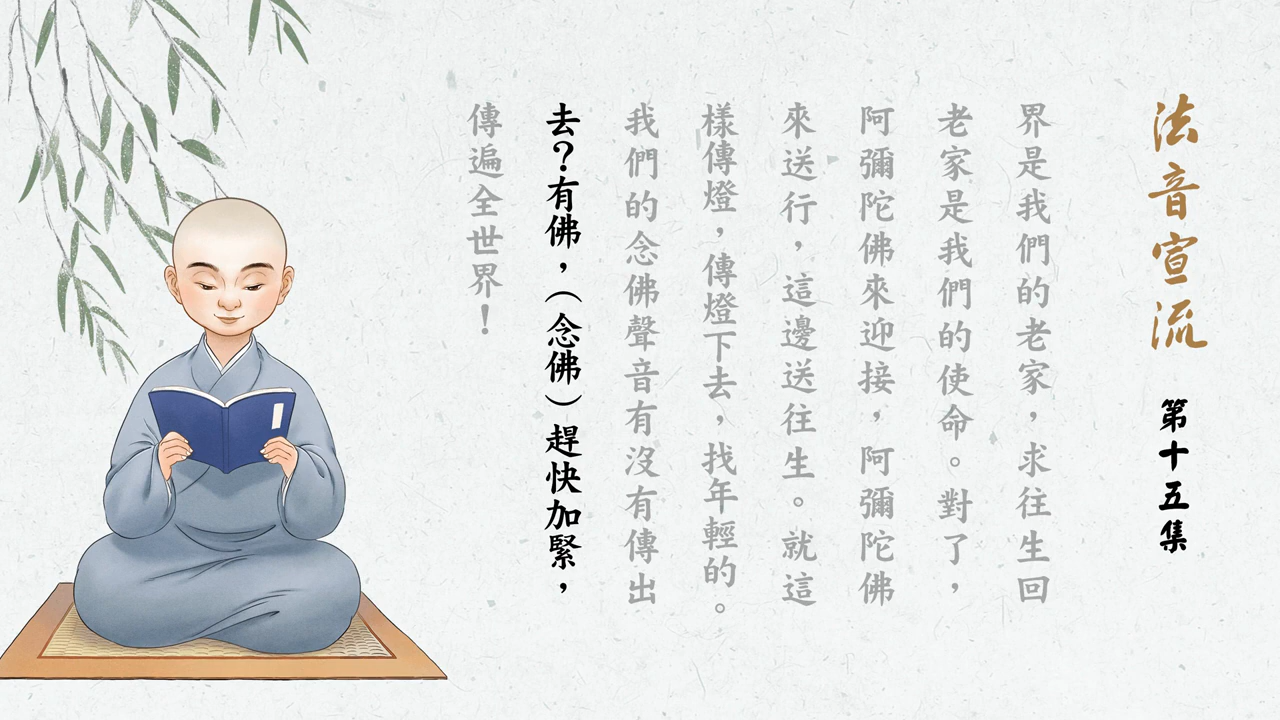 法音宣流 第十五集
界是我們的老家，求往生回
老家是我們的使命。對了，
阿彌陀佛來迎接，阿彌陀佛
來送行，這邊送往生。就這
樣傳燈，傳燈下去，找年輕的。
我們的念佛聲音有沒有傳出
去？有佛，（念佛）趕快加緊，
傳遍全世界！